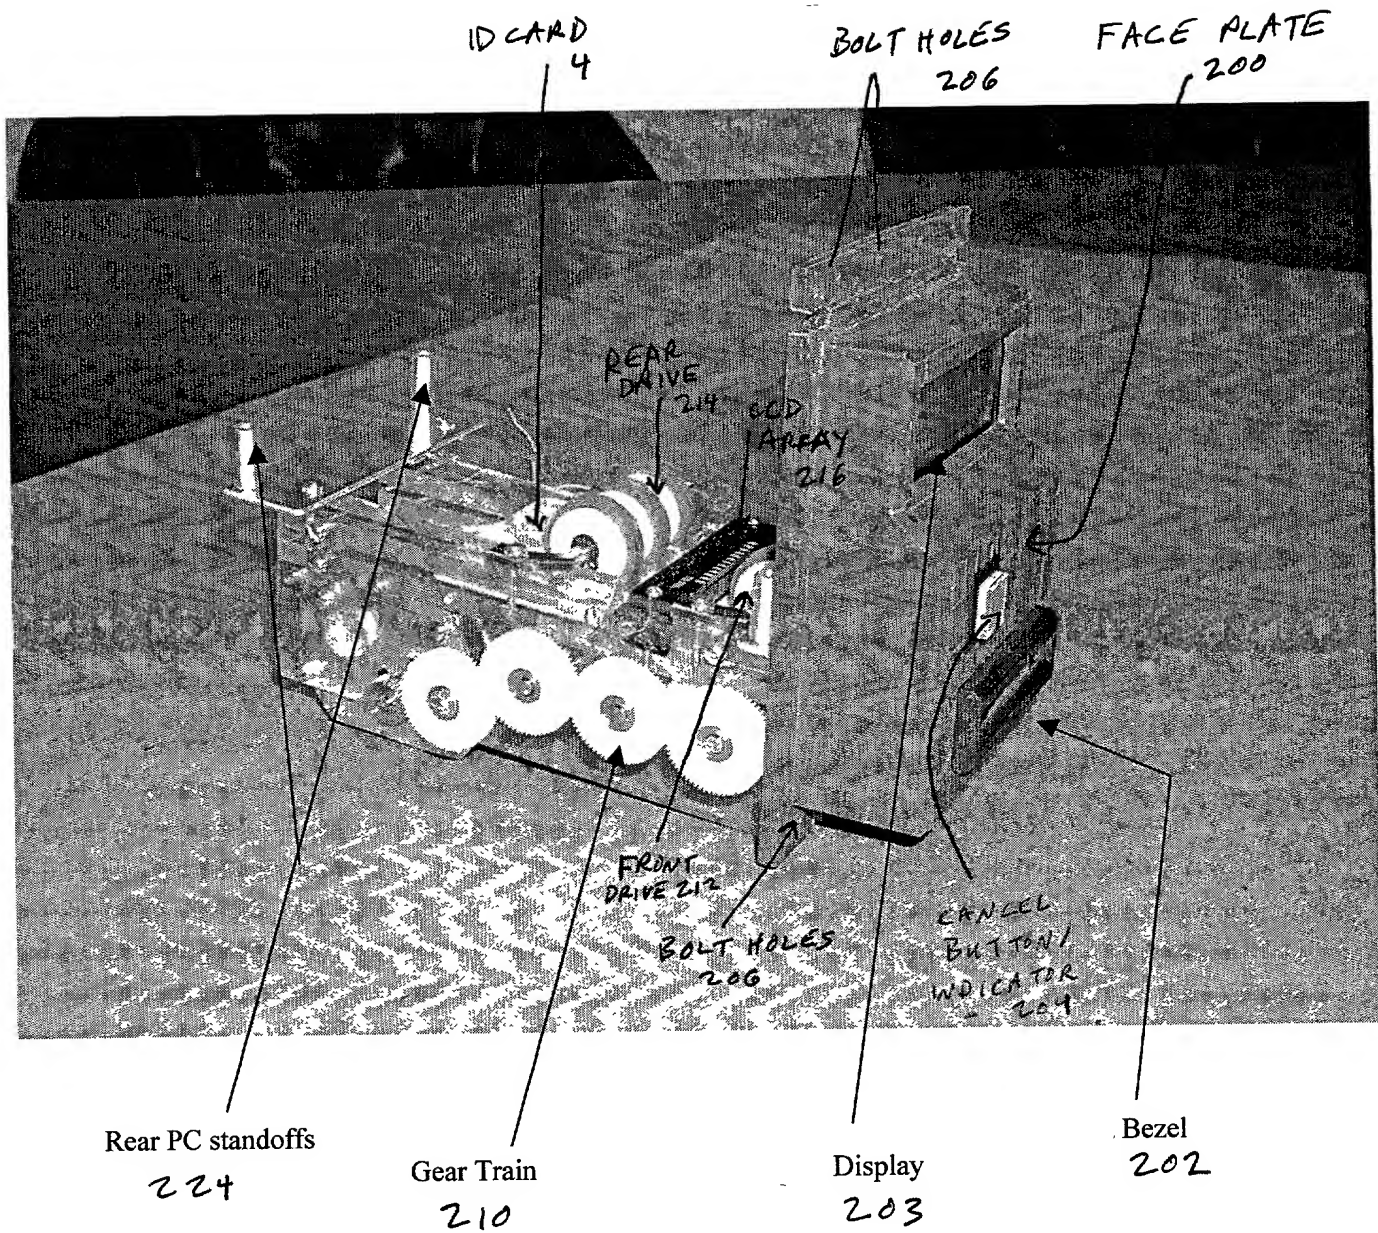 ID CARD
4
BOLT HOLES
206
FACE PLATE
200
REAR
DRIVE
214
CCD
ARRAY
216
FRONT
DRIVE 212
BOLT HOLES
206
CANCEL
BUTTON/
INDICATOR
204
Rear PC standoffs
224
Gear Train
210
Display
203
Bezel
202